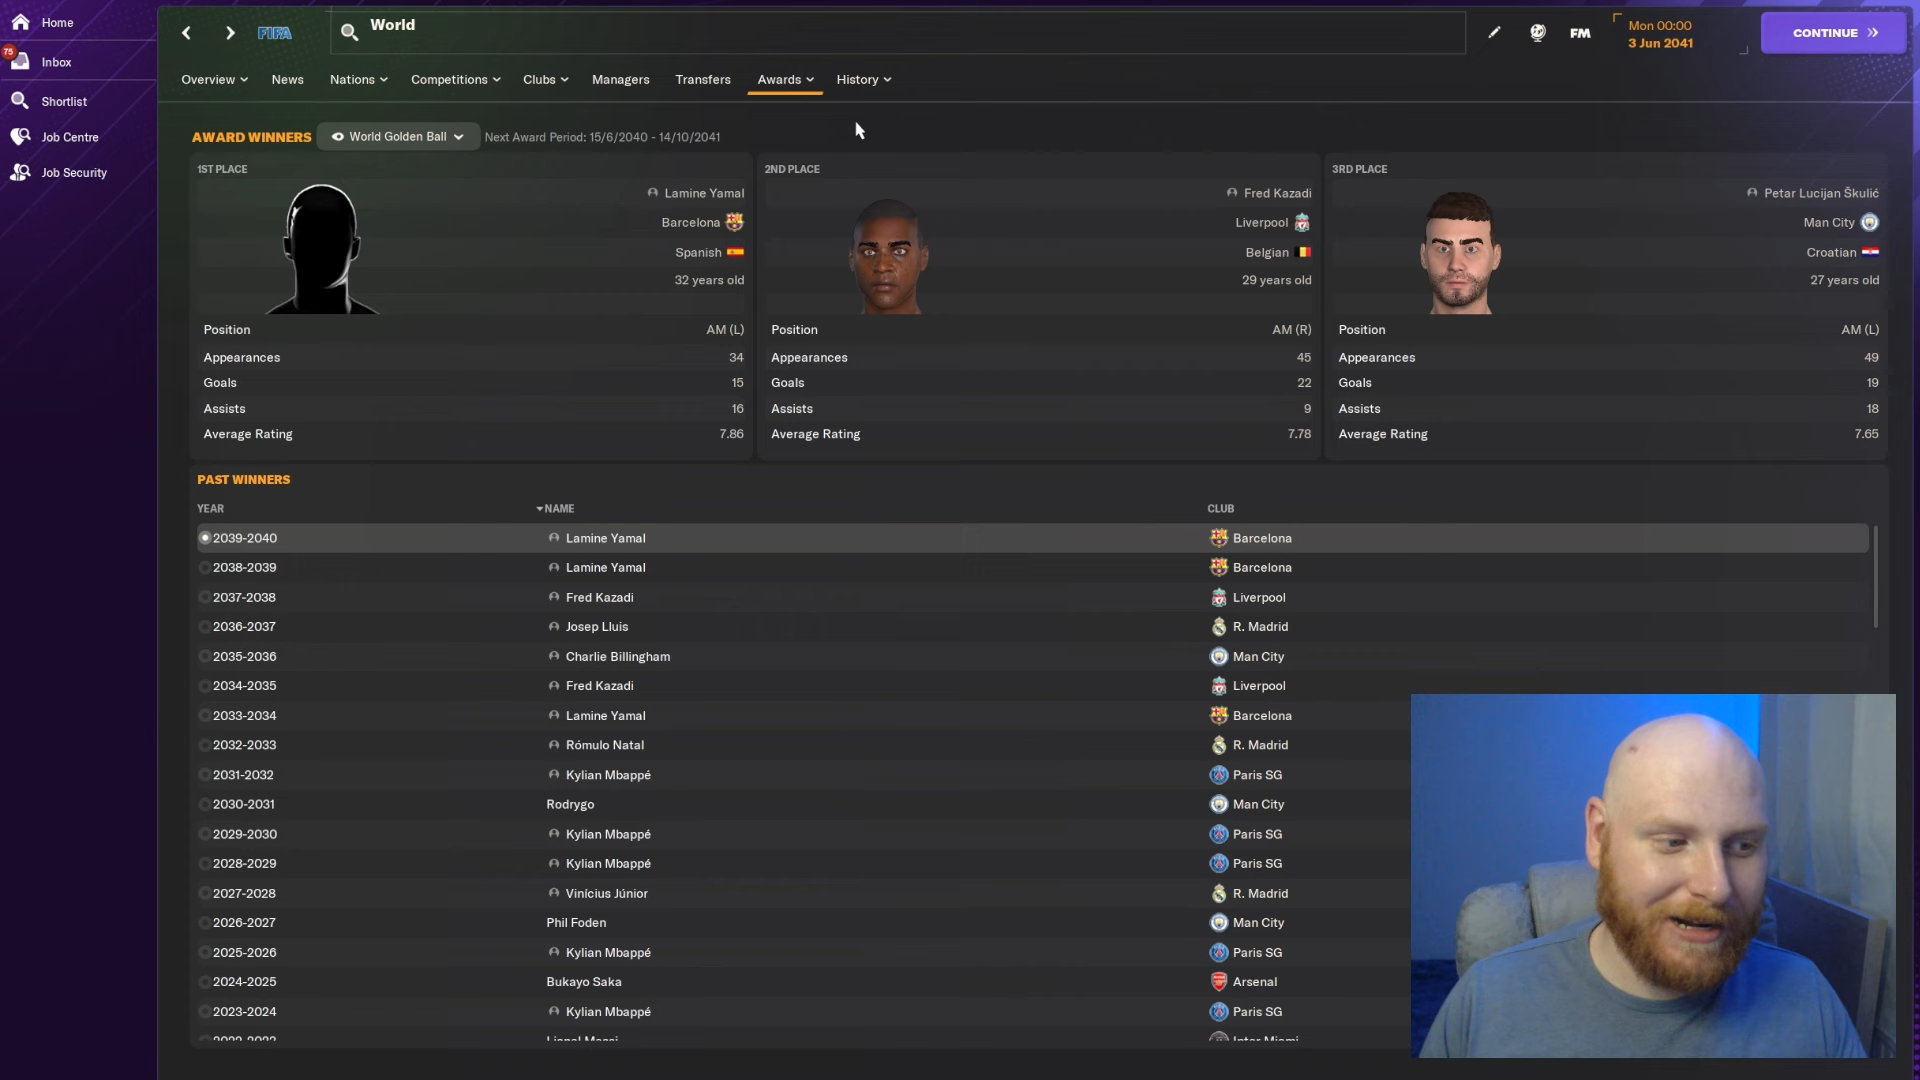 Home
FIFA
World
FM
Mon 00:00
3 Jun 2041
CONTINUE
75
Inbox
Shortlist
Job Centre
Job Security
Overview
News
Nations
Competitions
Clubs
Managers
Transfers
Awards
History
AWARD WINNERS
World Golden Ball
Next Award Period: 15/6/2040 - 14/10/2041
1ST PLACE
Lamine Yamal
Barcelona
Spanish
32 years old
Position AM (L)
Appearances 34
Goals 15
Assists 16
Average Rating 7.86
2ND PLACE
Fred Kazadi
Liverpool
Belgian
29 years old
Position AM (R)
Appearances 45
Goals 22
Assists 9
Average Rating 7.78
3RD PLACE
Petar Lucijan Škulić
Man City
Croatian
27 years old
Position AM (L)
Appearances 49
Goals 19
Assists 18
Average Rating 7.65
PAST WINNERS
YEAR NAME CLUB
2039-2040 Lamine Yamal Barcelona
2038-2039 Lamine Yamal Barcelona
2037-2038 Fred Kazadi Liverpool
2036-2037 Josep Lluis R. Madrid
2035-2036 Charlie Billingham Man City
2034-2035 Fred Kazadi Liverpool
2033-2034 Lamine Yamal Barcelona
2032-2033 Rómulo Natal R. Madrid
2031-2032 Kylian Mbappé Paris SG
2030-2031 Rodrygo Man City
2029-2030 Kylian Mbappé Paris SG
2028-2029 Kylian Mbappé Paris SG
2027-2028 Vinícius Júnior R. Madrid
2026-2027 Phil Foden Man City
2025-2026 Kylian Mbappé Paris SG
2024-2025 Bukayo Saka Arsenal
2023-2024 Kylian Mbappé Paris SG
2022-2023 Lionel Messi Inter Miami